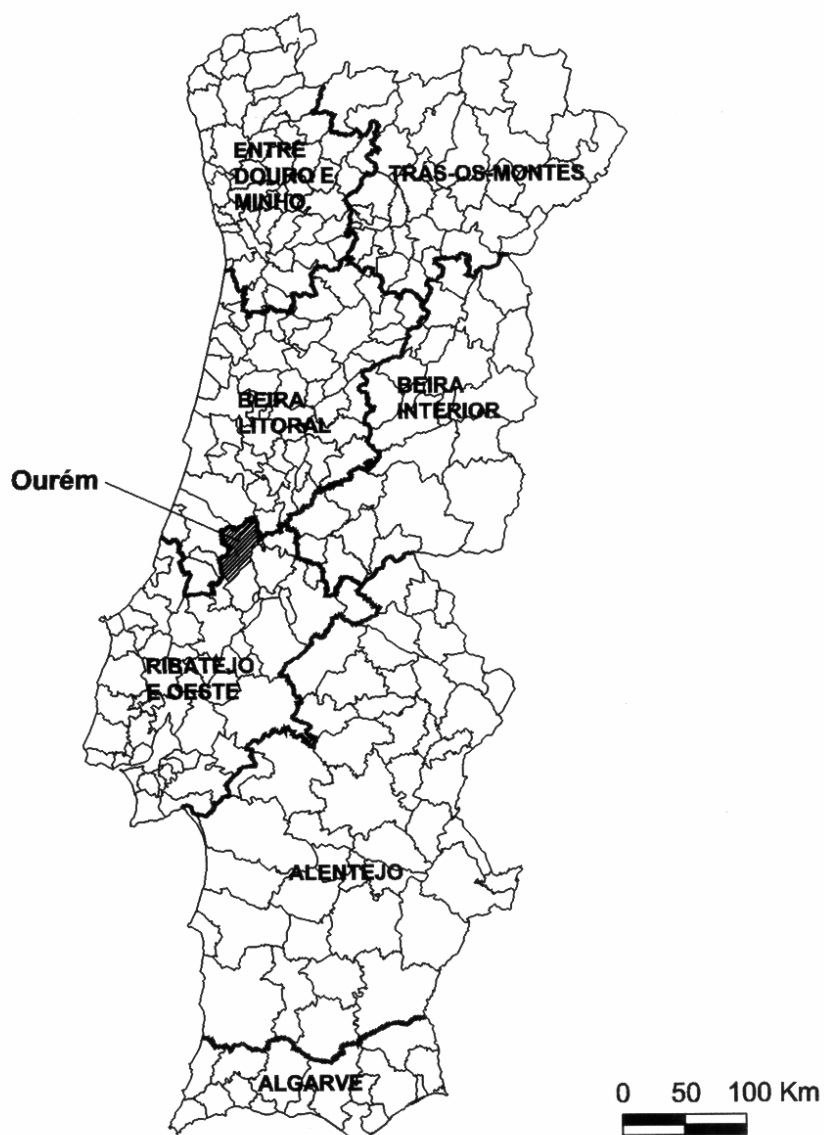 ENTRE
DOURO E
MINHO
TRÁS-OS-MONTES
BEIRA
LITORAL
BEIRA
INTERIOR
Ourém
RIBATEJO
E OESTE
ALENTEJO
ALGARVE
0 50 100 Km